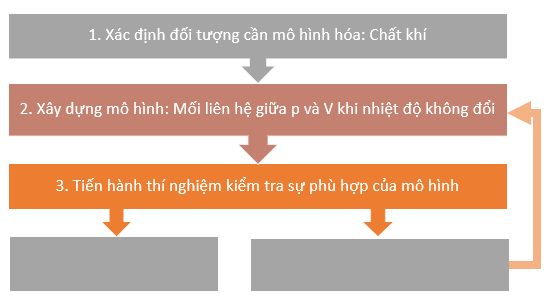 1. Xác định đối tượng cần mô hình hóa: Chất khí
2. Xây dựng mô hình: Mối liên hệ giữa p và V khi nhiệt độ không đổi
3. Tiến hành thí nghiệm kiểm tra sự phù hợp của mô hình